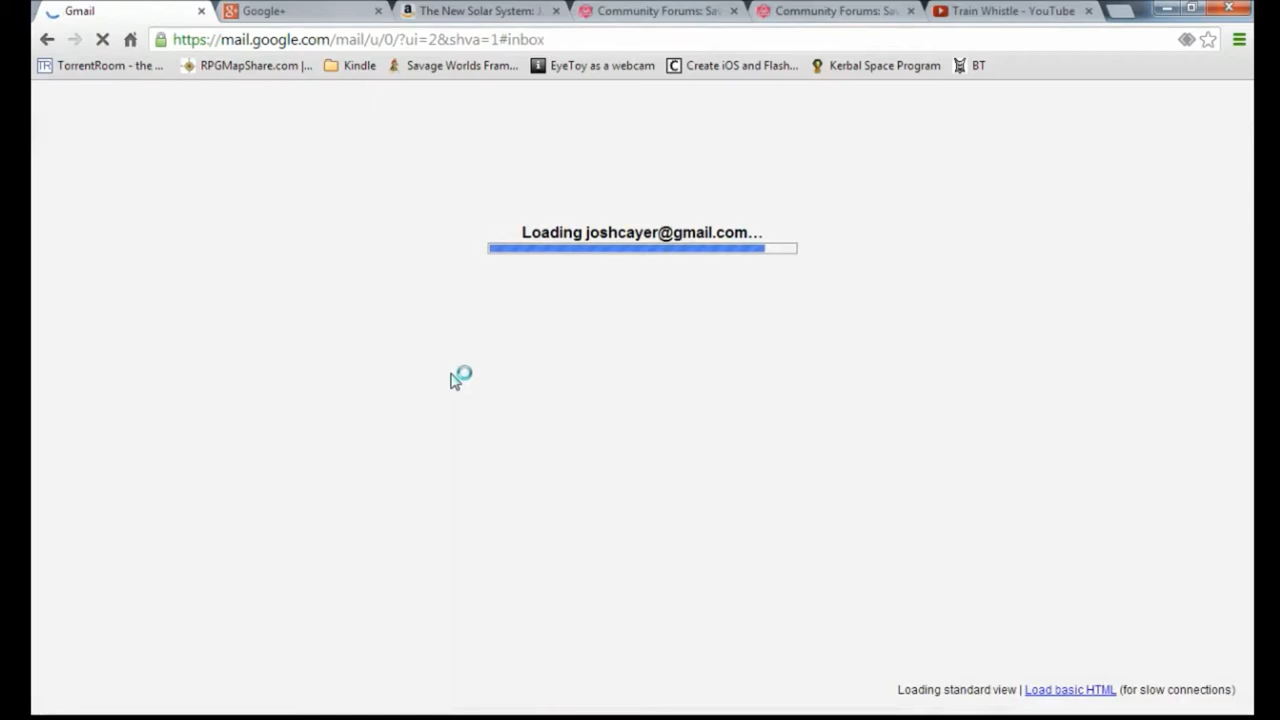 Gmail
Google+
The New Solar System: J
Community Forums: Sav
Community Forums: Sav
Train Whistle - YouTube
https://mail.google.com/mail/u/0/?ui=2&shva=1#inbox
TorrentRoom - the ...
RPGMapShare.com |...
Kindle
Savage Worlds Fram...
EyeToy as a webcam
Create iOS and Flash...
Kerbal Space Program
BT
Loading joshcayer@gmail.com…
Loading standard view | Load basic HTML (for slow connections)